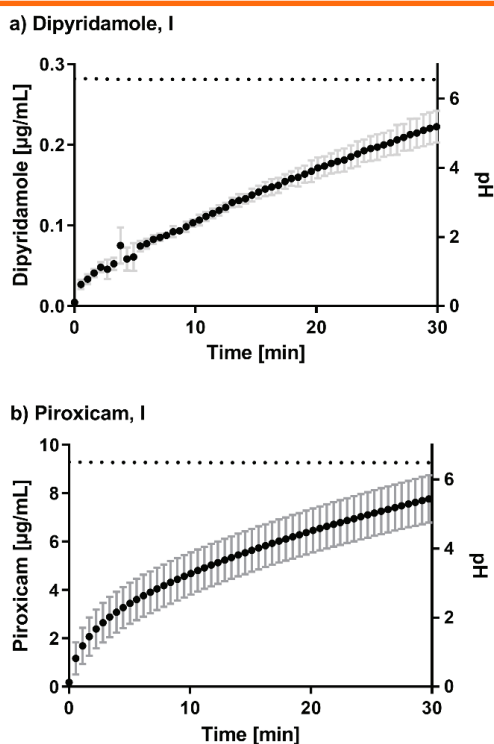 a) Dipyridamole, I
0.3
0.2
0.1
0.0
Dipyridamole [µg/mL]
6
4
2
0
pH
0 10 20 30
Time [min]
b) Piroxicam, I
10
8
6
4
2
0
Piroxicam [µg/mL]
6
4
2
0
pH
0 10 20 30
Time [min]